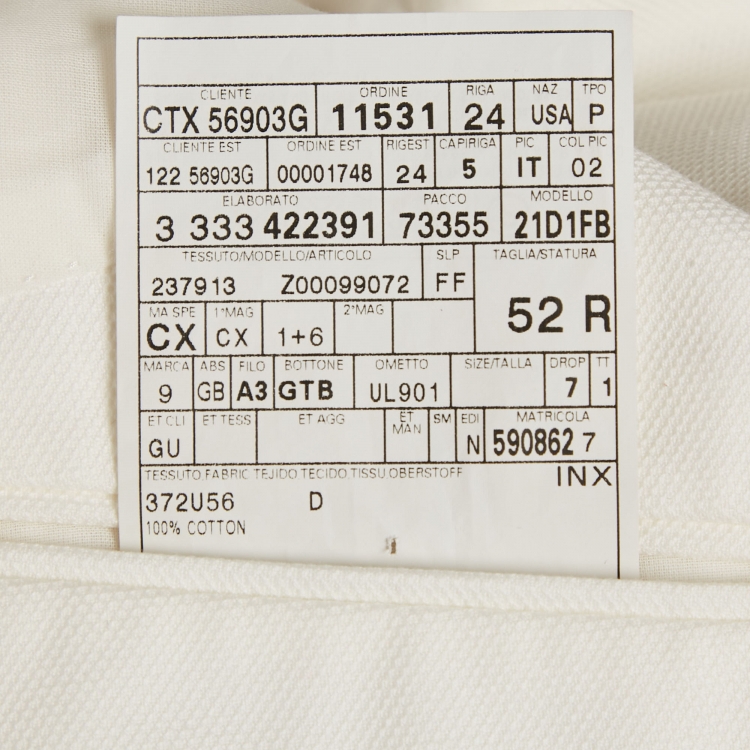 CLIENTE ORDINE RIGA NAZ TPO
CTX 56903G 11531 24 USA P
CLIENTE EST ORDINE EST RIGEST CAPIRIGA PIC COL PIC
122 56903G 00001748 24 5 IT 02
ELABORATO PACCO MODELLO
3 333 422391 73355 21D1FB
TESSUTO/MODELLO/ARTICOLO SLP TAGLIA/STATURA
237913 Z00099072 FF
52 R
MA SPE 1°MAG 2°MAG
CX CX 1+6
MARCA ABS FILO BOTTONE OMETTO SIZE/TALLA DROP TT
9 GB A3 GTB UL901 7 1
ET CLI ET TESS ET AGG ET MAN SM EDI MATRICOLA
GU N 590862 7
TESSUTO FABRIC TEJIDO TECIDO TISSU OBERSTOFF INX
372U56 D
100% COTTON